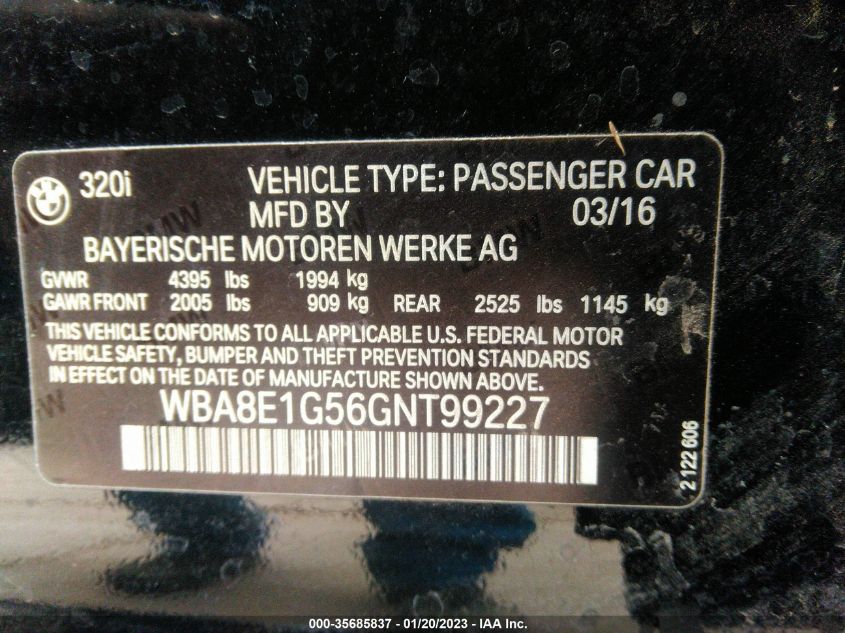 BMW 320i VEHICLE TYPE: PASSENGER CAR
MFD BY 03/16
BAYERISCHE MOTOREN WERKE AG
GVWR 4395 lbs 1994 kg
GAWR FRONT 2005 lbs 909 kg REAR 2525 lbs 1145 kg
THIS VEHICLE CONFORMS TO ALL APPLICABLE U.S. FEDERAL MOTOR
VEHICLE SAFETY, BUMPER AND THEFT PREVENTION STANDARDS
IN EFFECT ON THE DATE OF MANUFACTURE SHOWN ABOVE.
WBA8E1G56GNT99227
2 122 606
000-35685837 - 01/20/2023 - IAA Inc.